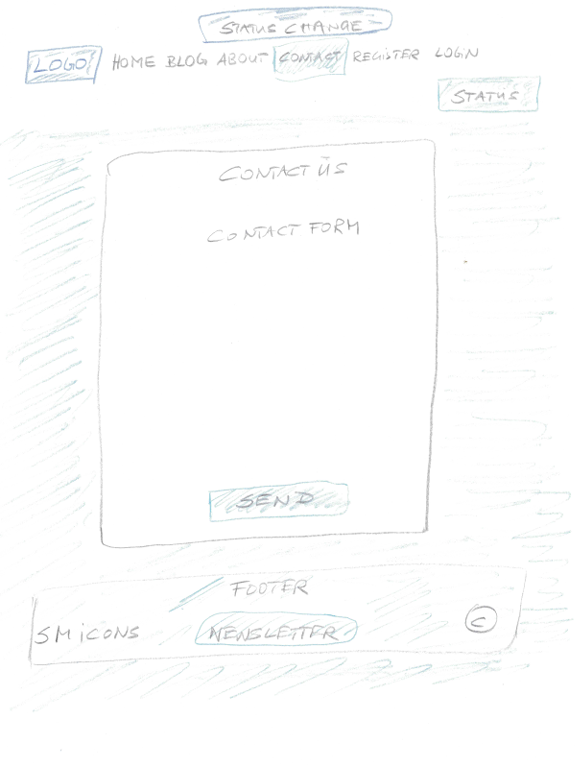 STATUS CHANGE
LOGO HOME BLOG ABOUT CONTACT REGISTER LOGIN
STATUS
CONTACT US
CONTACT FORM
SEND
FOOTER
SM ICONS NEWSLETTER C